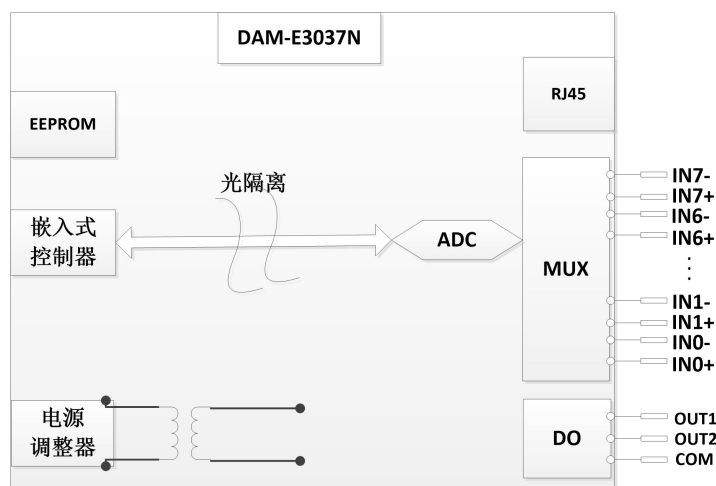 DAM-E3037N
RJ45
EEPROM
光隔离
嵌入式
控制器
ADC
MUX
IN7-
IN7+
IN6-
IN6+
IN1-
IN1+
IN0-
IN0+
电源
调整器
DO
OUT1
OUT2
COM